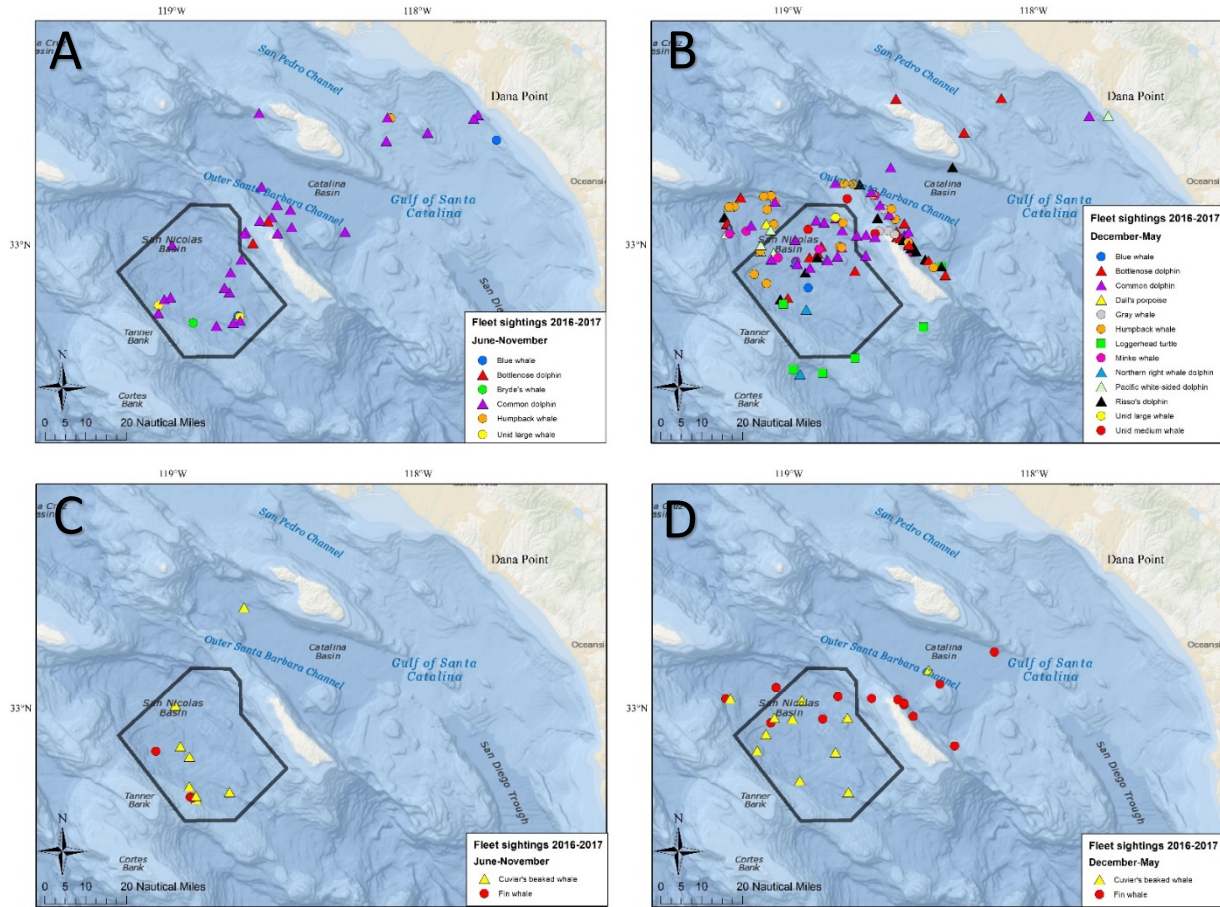 119°W
118°W
A
a Cruz
Basin
San Pedro Channel
Dana Point
Oceansi
Outer Santa Barbara Channel
Catalina
Basin
Gulf of Santa
Catalina
33°N
San Nicolas
Basin
San Di
Tanner
Bank
Cortes
Bank
N
20 Nautical Miles
0 5 10
Fleet sightings 2016-2017
June-November
Blue whale
Bottlenose dolphin
Bryde's whale
Common dolphin
Humpback whale
Unid large whale
119°W
118°W
B
a Cruz
Basin
San Pedro Channel
Dana Point
Oceansi
Outer Santa Barbara Channel
Catalina
Basin
Gulf of Santa
Catalina
33°N
San Nicolas
Basin
Tanner
Bank
Cortes
Bank
N
20 Nautical Miles
0 5 10
Fleet sightings 2016-2017
December-May
Blue whale
Bottlenose dolphin
Common dolphin
Dall's porpoise
Gray whale
Humpback whale
Loggerhead turtle
Minke whale
Northern right whale dolphin
Pacific white-sided dolphin
Risso's dolphin
Unid large whale
Unid medium whale
119°W
118°W
C
a Cruz
Basin
San Pedro Channel
Dana Point
Oceansi
Outer Santa Barbara Channel
Catalina
Basin
Gulf of Santa
Catalina
33°N
San Nicolas
Basin
San Diego Trough
Tanner
Bank
Cortes
Bank
N
20 Nautical Miles
0 5 10
Fleet sightings 2016-2017
June-November
Cuvier's beaked whale
Fin whale
119°W
118°W
D
a Cruz
Basin
San Pedro Channel
Dana Point
Oceansi
Outer Santa Barbara Channel
Catalina
Basin
Gulf of Santa
Catalina
33°N
San Nicolas
Basin
San Diego Trough
Tanner
Bank
Cortes
Bank
N
20 Nautical Miles
0 5 10
Fleet sightings 2016-2017
December-May
Cuvier's beaked whale
Fin whale